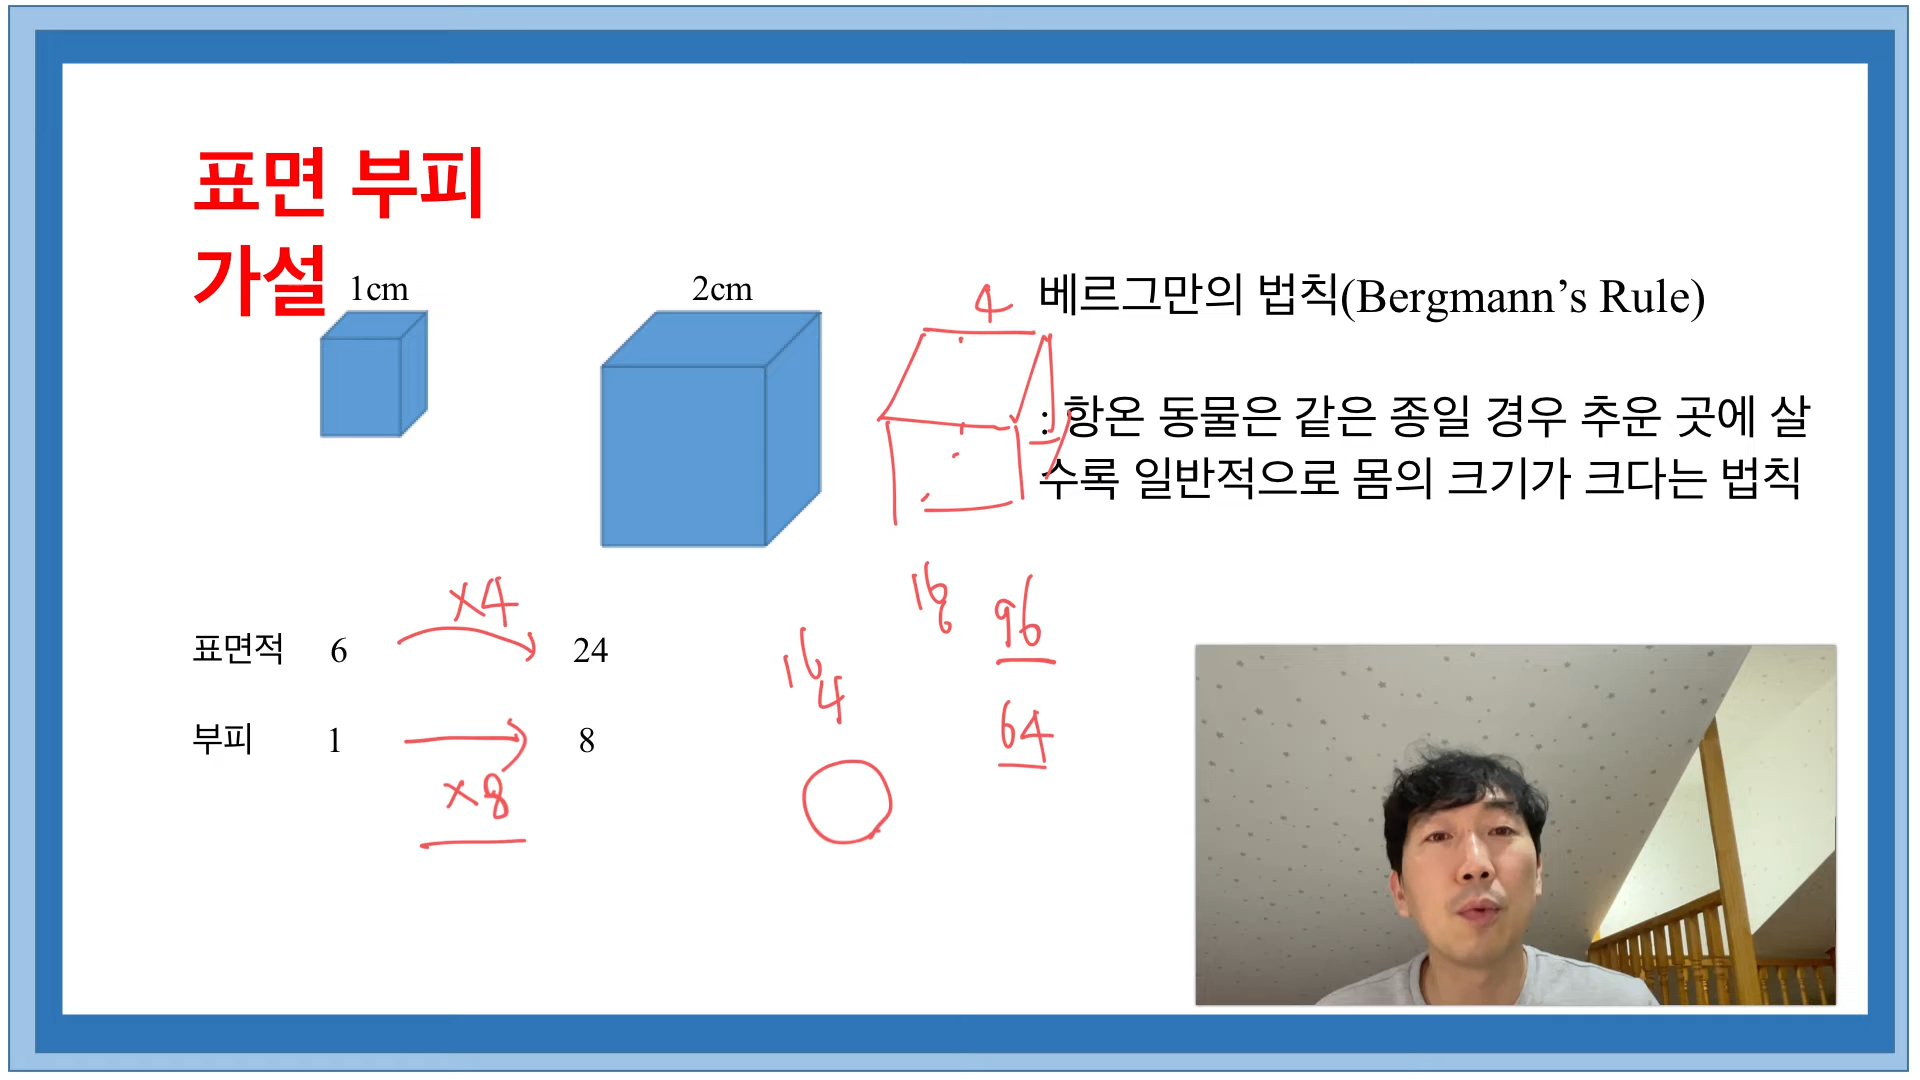 표면 부피
가설
1cm
2cm
4
베르그만의 법칙(Bergmann’s Rule)
: 항온 동물은 같은 종일 경우 추운 곳에 살
수록 일반적으로 몸의 크기가 크다는 법칙
×4
표면적 6 24
16
6
96
16
4
64
부피 1 8
×8